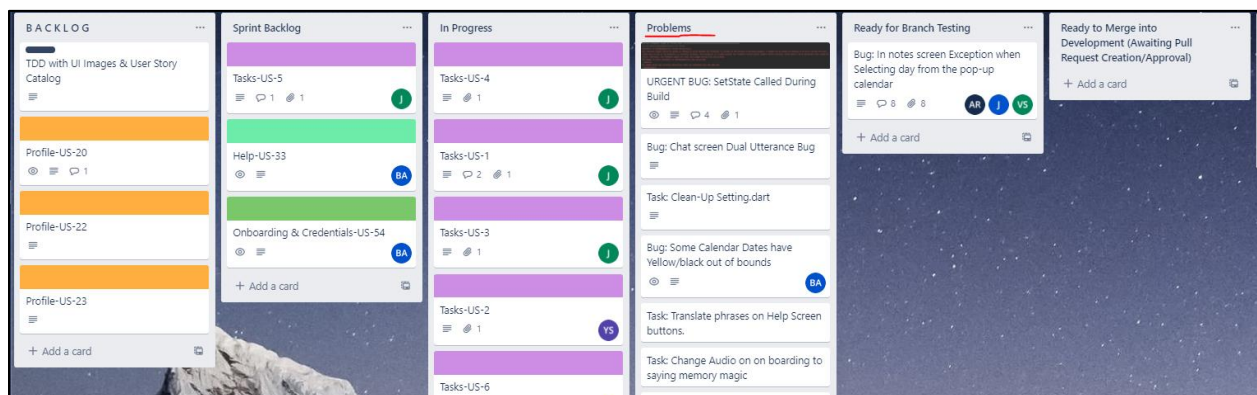 BACKLOG
TDD with UI Images & User Story
Catalog
Profile-US-20
1
Profile-US-22
Profile-US-23
+ Add a card
Sprint Backlog
Tasks-US-5
1 1
J
Help-US-33
BA
Onboarding & Credentials-US-54
BA
+ Add a card
In Progress
Tasks-US-4
1
J
Tasks-US-1
2 1
J
Tasks-US-3
1
J
Tasks-US-2
1
YS
Tasks-US-6
Problems
URGENT BUG: SetState Called During
Build
4 1
Bug: Chat screen Dual Utterance Bug
Task: Clean-Up Setting.dart
Bug: Some Calendar Dates have
Yellow/black out of bounds
BA
Task: Translate phrases on Help Screen
buttons.
Task: Change Audio on on boarding to
saying memory magic
Ready for Branch Testing
Bug: In notes screen Exception when
Selecting day from the pop-up
calendar
8 8
AR J VS
+ Add a card
Ready to Merge into
Development (Awaiting Pull
Request Creation/Approval)
+ Add a card